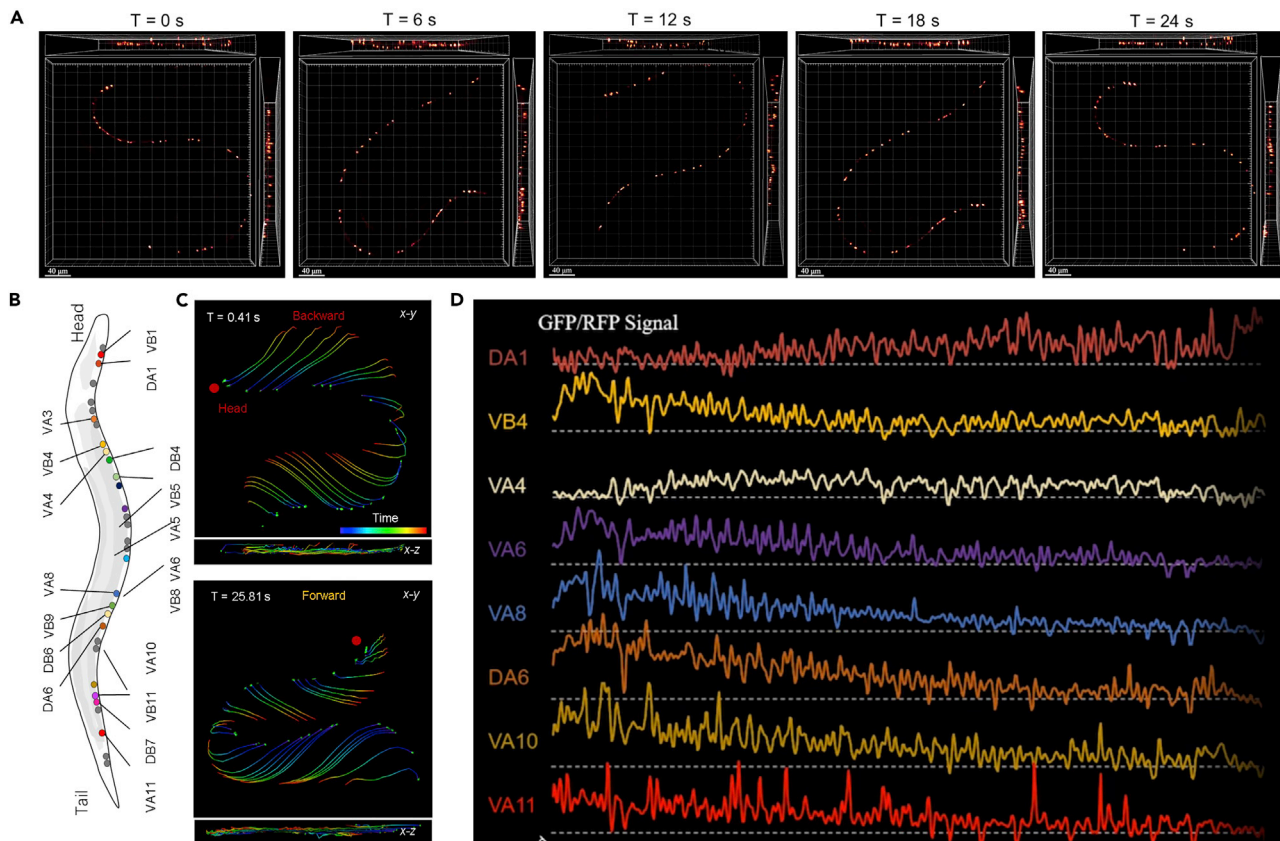 A
T = 0 s
T = 6 s
T = 12 s
T = 18 s
T = 24 s
40 μm
40 μm
40 μm
40 μm
40 μm
B
Head
VB1
DA1
VA3
VB4
DB4
VA4
VB5
VA5
VA6
VA8
VB8
VB9
DB6
VA10
DA6
VB11
DB7
VA11
Tail
C
T = 0.41 s
Backward
x-y
Head
Time
x-z
T = 25.81 s
Forward
x-y
x-z
D
GFP/RFP Signal
DA1
VB4
VA4
VA6
VA8
DA6
VA10
VA11